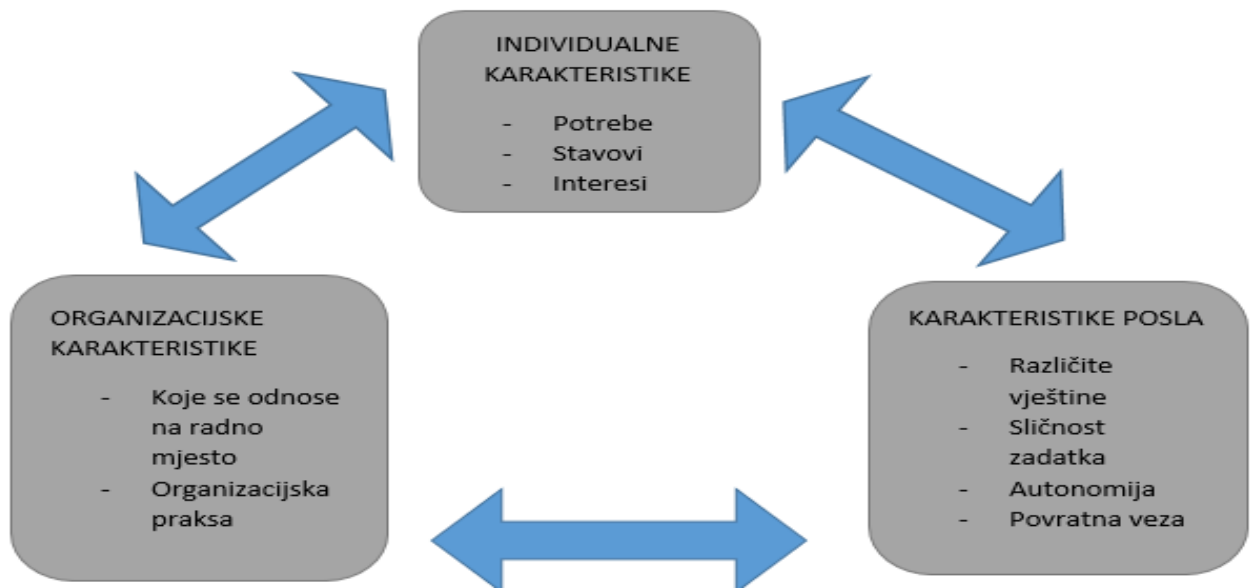 INDIVIDUALNE
KARAKTERISTIKE
- Potrebe
- Stavovi
- Interesi
ORGANIZACIJSKE
KARAKTERISTIKE
- Koje se odnose
na radno
mjesto
- Organizacijska
praksa
KARAKTERISTIKE POSLA
- Različite
vještine
- Sličnost
zadatka
- Autonomija
- Povratna veza